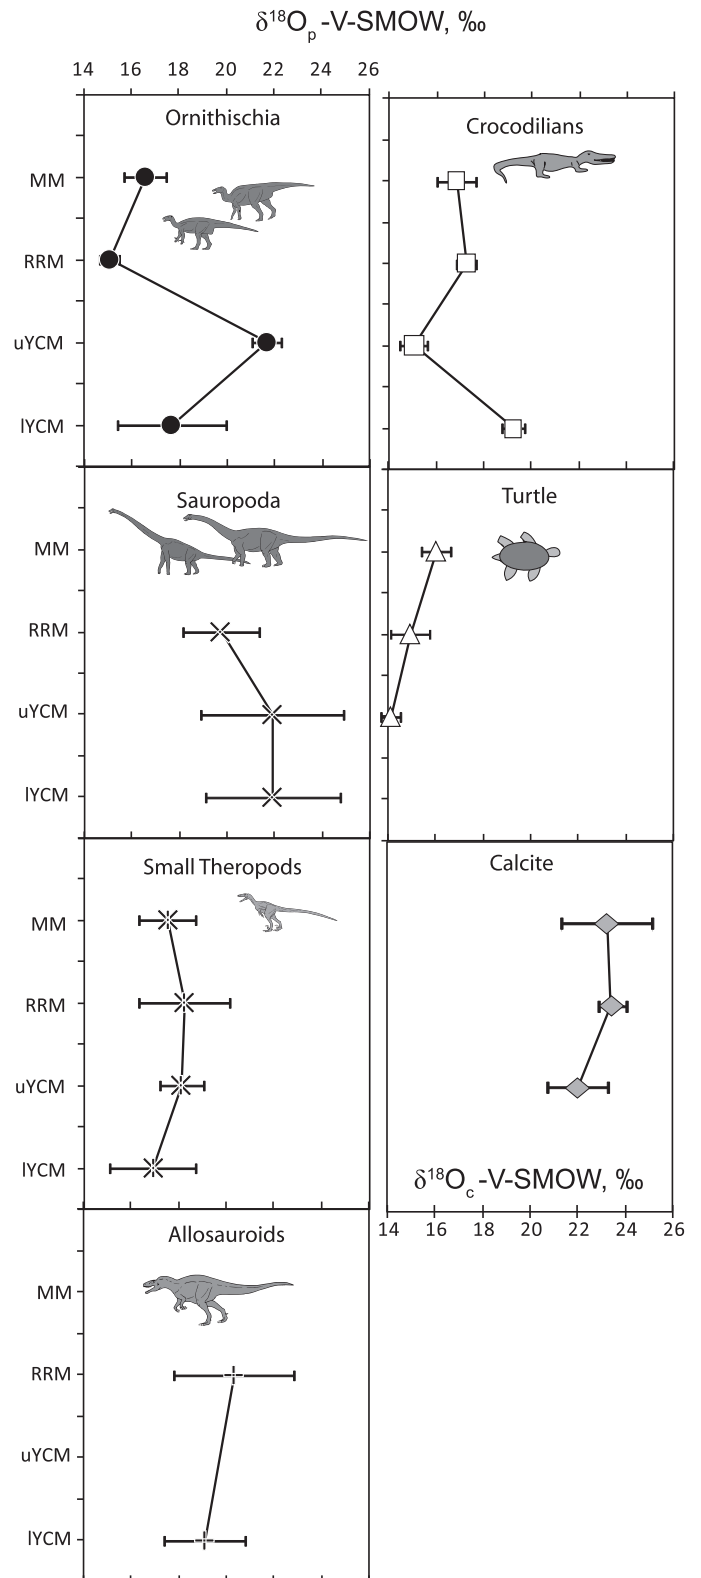 δ¹⁸Oₚ-V-SMOW, ‰
14 16 18 20 22 24 26
Ornithischia
MM
RRM
uYCM
lYCM
Crocodilians
Sauropoda
MM
RRM
uYCM
lYCM
Turtle
Small Theropods
MM
RRM
uYCM
lYCM
Calcite
δ¹⁸O꜀-V-SMOW, ‰
14 16 18 20 22 24 26
Allosauroids
MM
RRM
uYCM
lYCM